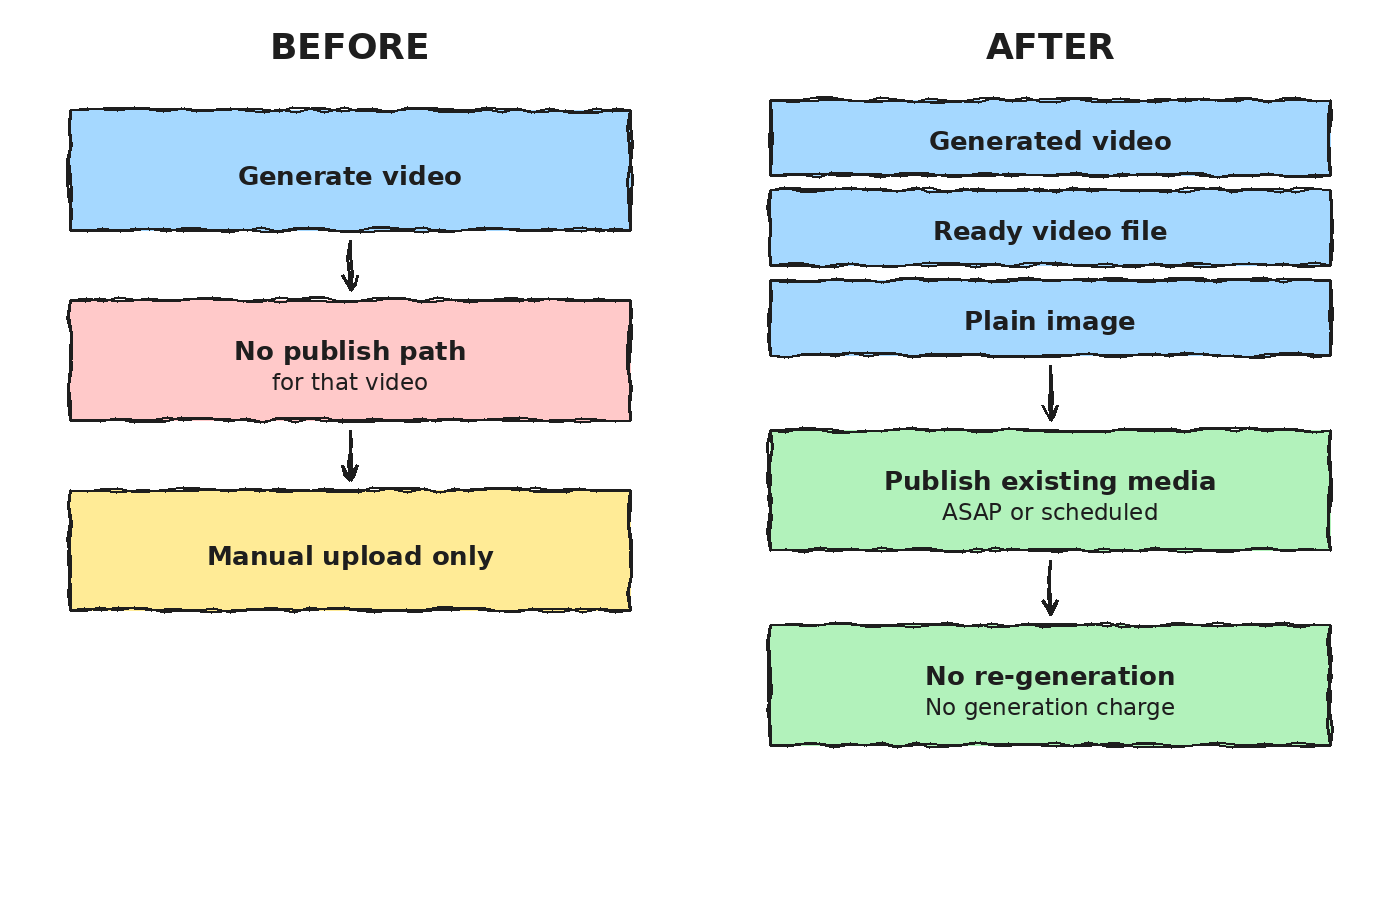 BEFORE
Generate video
No publish path
for that video
Manual upload only
AFTER
Generated video
Ready video file
Plain image
Publish existing media
ASAP or scheduled
No re-generation
No generation charge